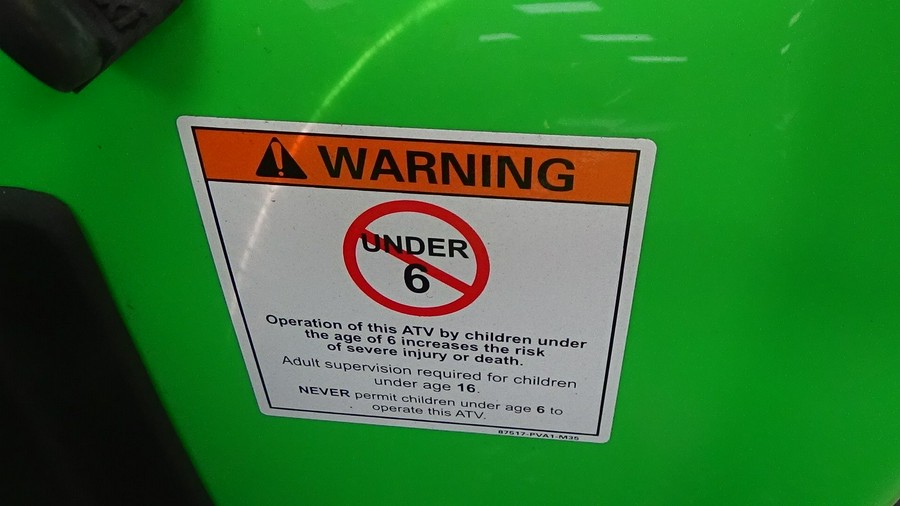 WARNING
UNDER
6
Operation of this ATV by children under
the age of 6 increases the risk
of severe injury or death.
Adult supervision required for children
under age 16.
NEVER permit children under age 6 to
operate this ATV.
87517-PVA1-M35